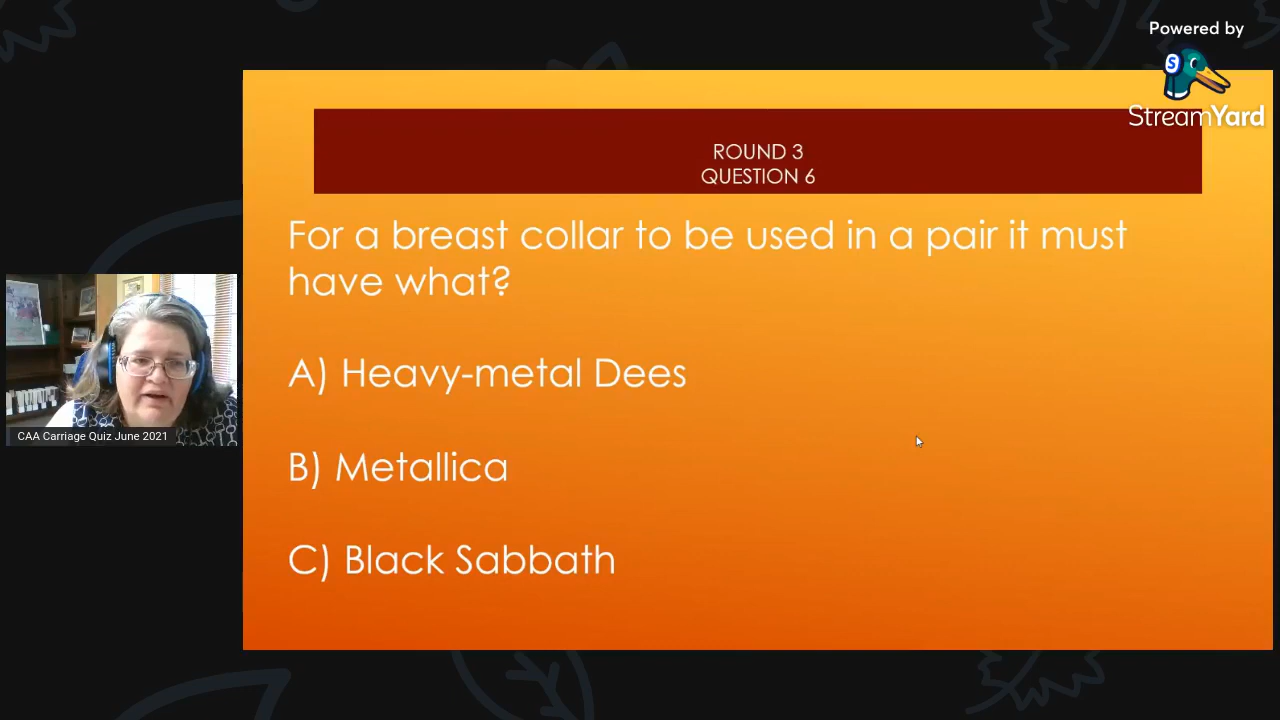 Powered by
StreamYard
ROUND 3
QUESTION 6
For a breast collar to be used in a pair it must
have what?
A) Heavy-metal Dees
B) Metallica
C) Black Sabbath
CAA Carriage Quiz June 2021